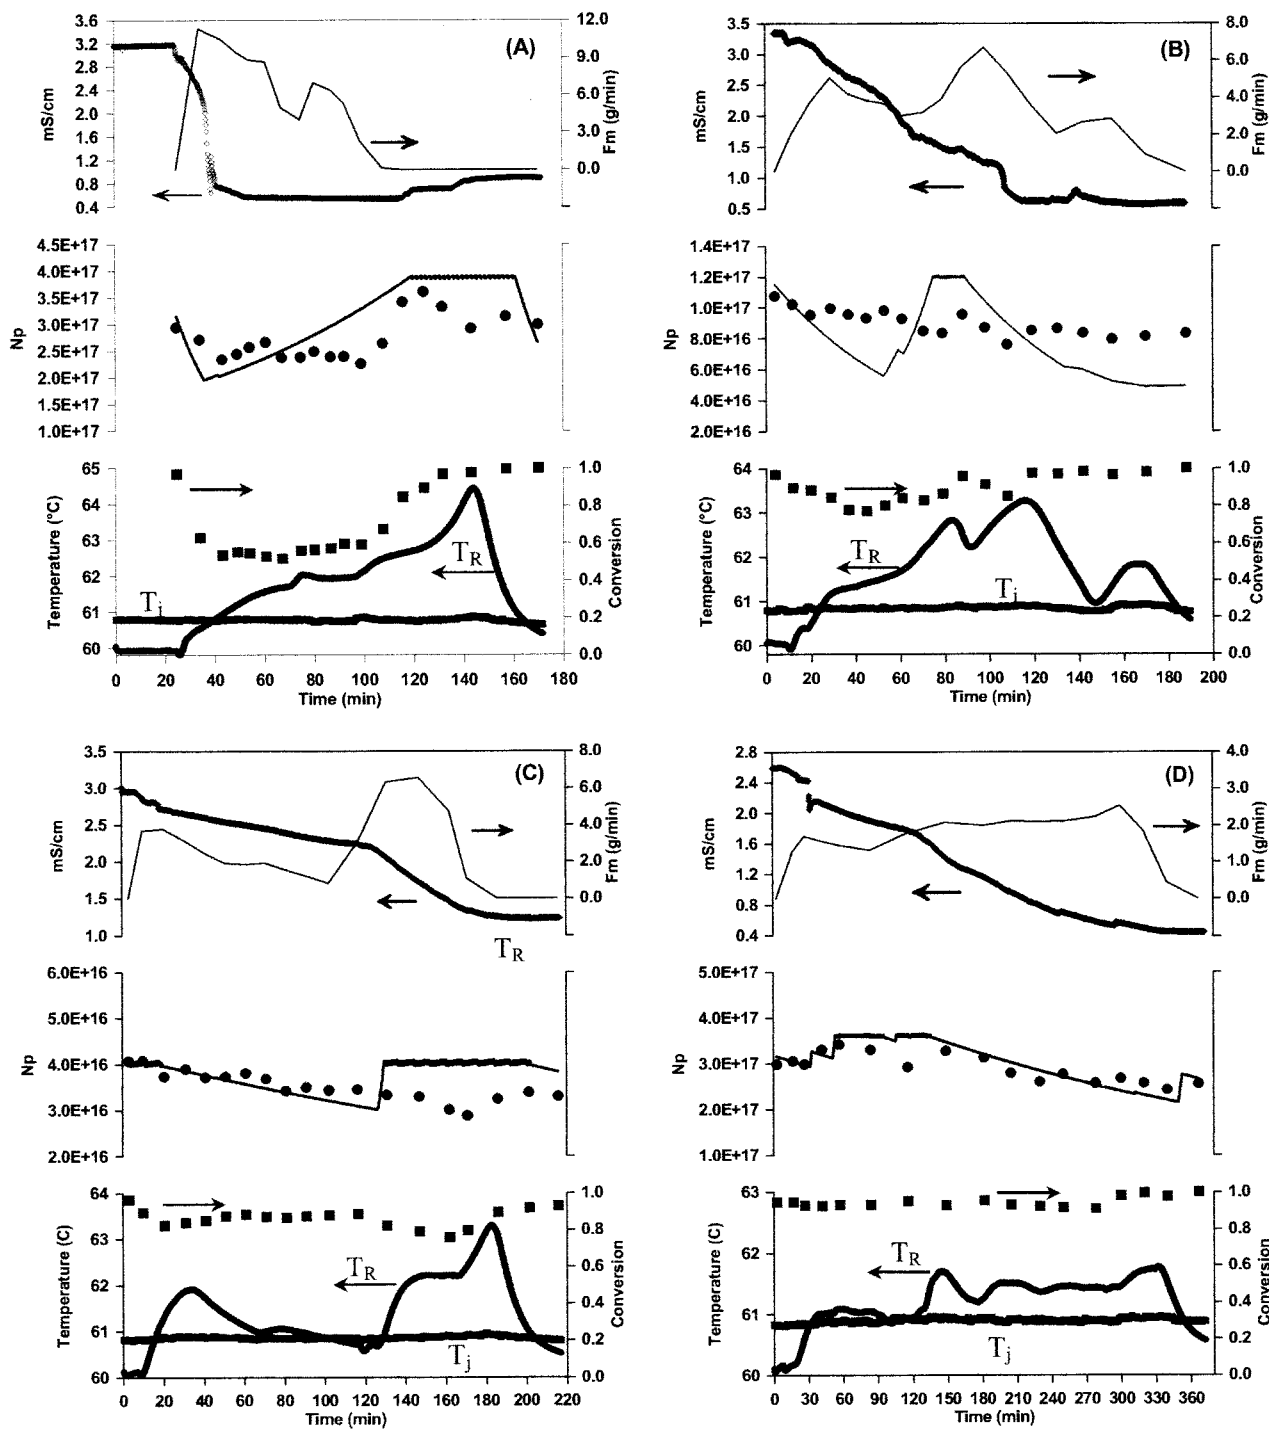 (A)
mS/cm
3.6
3.2
2.8
2.4
2.0
1.6
1.2
0.8
0.4
12.0
9.0
6.0
3.0
0.0
Fm (g/min)
Np
4.5E+17
4.0E+17
3.5E+17
3.0E+17
2.5E+17
2.0E+17
1.5E+17
1.0E+17
Temperature (°C)
65
64
63
62
61
60
1.0
0.8
0.6
0.4
0.2
0.0
Conversion
TR
Tj
0 20 40 60 80 100 120 140 160 180
Time (min)
(B)
mS/cm
3.5
3.0
2.5
2.0
1.5
1.0
0.5
8.0
6.0
4.0
2.0
0.0
Fm (g/min)
Np
1.4E+17
1.2E+17
1.0E+17
8.0E+16
6.0E+16
4.0E+16
2.0E+16
Temperature (°C)
64
63
62
61
60
1.0
0.8
0.6
0.4
0.2
0.0
Conversion
TR
Tj
0 20 40 60 80 100 120 140 160 180 200
Time (min)
(C)
mS/cm
3.5
3.0
2.5
2.0
1.5
1.0
8.0
6.0
4.0
2.0
0.0
Fm (g/min)
TR
Np
6.0E+16
5.0E+16
4.0E+16
3.0E+16
2.0E+16
Temperature (C)
64
63
62
61
60
1.0
0.8
0.6
0.4
0.2
0.0
Conversion
TR
Tj
0 20 40 60 80 100 120 140 160 180 200 220
Time (min)
(D)
mS/cm
2.8
2.4
2.0
1.6
1.2
0.8
0.4
4.0
3.0
2.0
1.0
0.0
Fm (g/min)
Np
5.0E+17
4.0E+17
3.0E+17
2.0E+17
1.0E+17
Temperature (C)
63
62
61
60
1.0
0.8
0.6
0.4
0.2
0.0
Conversion
TR
Tj
0 30 60 90 120 150 180 210 240 270 300 330 360
Time (min)